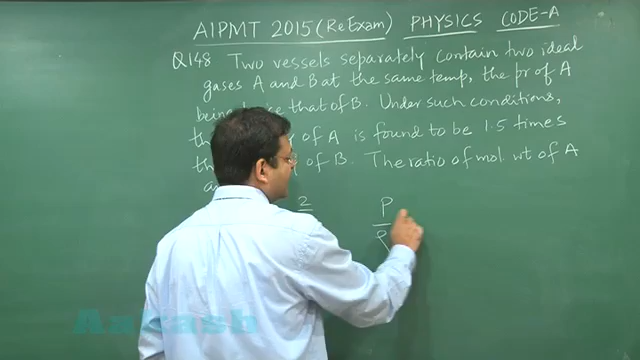 AIPMT 2015 (ReExam) PHYSICS CODE-A
Q148 Two vessels separately contain two ideal
gases A and B at the same temp, the pr of A
being twice that of B. Under such conditions,
of A is found to be 1.5 times
of B. The ratio of mol. wt of A
2
P
ρ
Aakash